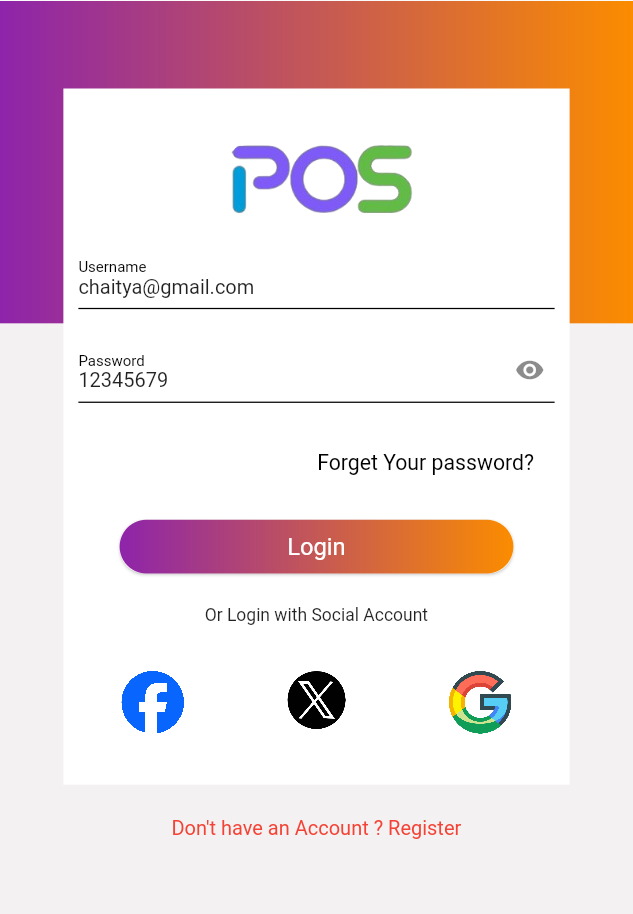 iPOS
Username
chaitya@gmail.com
Password
12345679
Forget Your password?
Login
Or Login with Social Account
Don't have an Account ? Register